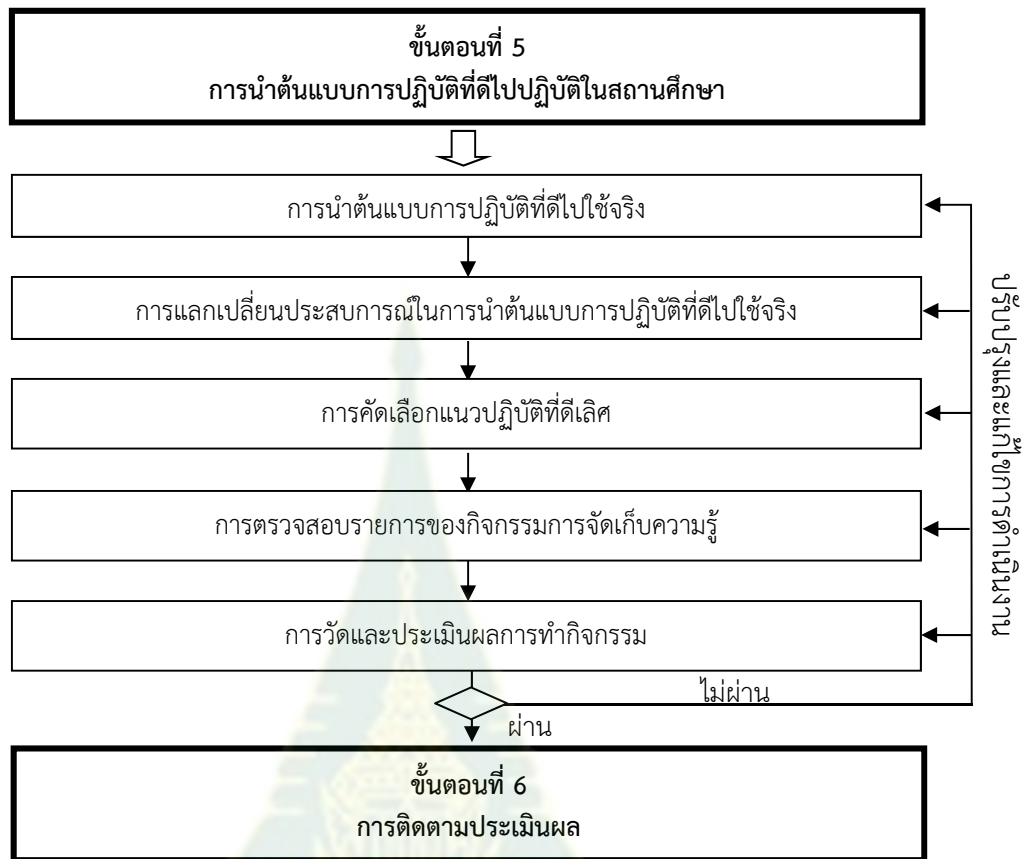 ขั้นตอนที่ 5
การนำต้นแบบการปฏิบัติที่ดีไปปฏิบัติในสถานศึกษา
การนำต้นแบบการปฏิบัติที่ดีไปใช้จริง
การแลกเปลี่ยนประสบการณ์ในการนำต้นแบบการปฏิบัติที่ดีไปใช้จริง
การคัดเลือกแนวปฏิบัติที่ดีเลิศ
การตรวจสอบรายการของกิจกรรมการจัดเก็บความรู้
การวัดและประเมินผลการทำกิจกรรม
ปรับปรุงและแก้ไขการดำเนินงาน
ไม่ผ่าน
ผ่าน
ขั้นตอนที่ 6
การติดตามประเมินผล